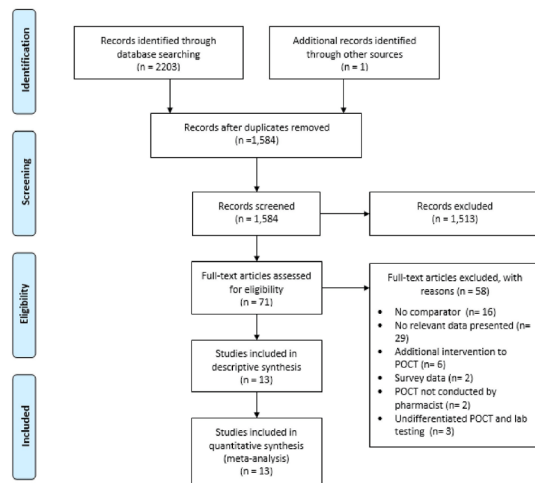 Identification
Records identified through
database searching
(n = 2203)
Additional records identified
through other sources
(n = 1)
Records after duplicates removed
(n =1,584)
Screening
Records screened
(n = 1,584
Records excluded
(n = 1,513)
Eligibility
Full-text articles assessed
for eligibility
(n = 71)
Full-text articles excluded, with
reasons (n = 58)
• No comparator (n= 16)
• No relevant data presented (n=
29)
• Additional intervention to
POCT (n= 6)
• Survey data (n= 2)
• POCT not conducted by
pharmacist (n= 2)
• Undifferentiated POCT and lab
testing (n= 3)
Studies included in
descriptive synthesis
(n = 13)
Included
Studies included in
quantitative synthesis
(meta-analysis)
(n = 13)